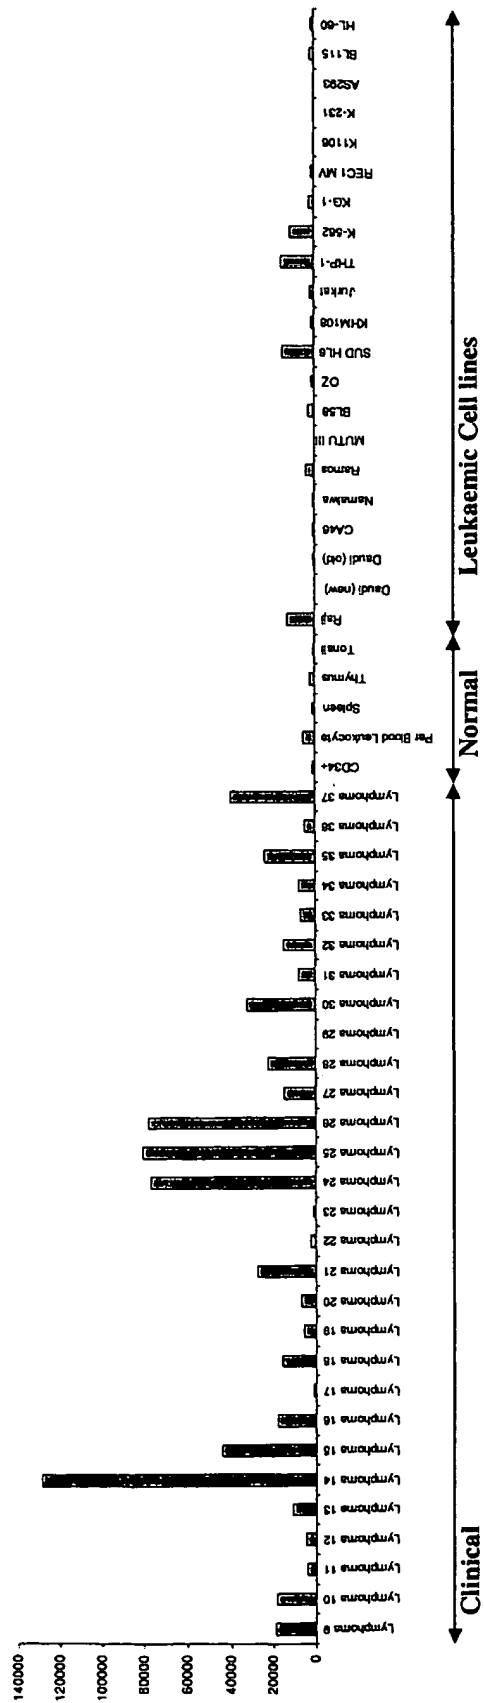 140000
120000
100000
80000
60000
40000
20000
0
Lymphoma 9
Lymphoma 10
Lymphoma 11
Lymphoma 12
Lymphoma 13
Lymphoma 14
Lymphoma 15
Lymphoma 16
Lymphoma 17
Lymphoma 18
Lymphoma 19
Lymphoma 20
Lymphoma 21
Lymphoma 22
Lymphoma 23
Lymphoma 24
Lymphoma 25
Lymphoma 26
Lymphoma 27
Lymphoma 28
Lymphoma 29
Lymphoma 30
Lymphoma 31
Lymphoma 32
Lymphoma 33
Lymphoma 34
Lymphoma 35
Lymphoma 36
Lymphoma 37
CD34+
Per Blood Leukocyte
Spleen
Thymus
Tonsil
Raji
Daudi (new)
Daudi (old)
CA46
Namalwa
Ramos
MUTU III
BL58
OZ
SUD HL6
KHM108
Jurkat
THP-1
K-562
KG-1
REC1 MV
K1106
K-231
AS293
BL115
HL-60
Clinical
Normal
Leukaemic Cell lines